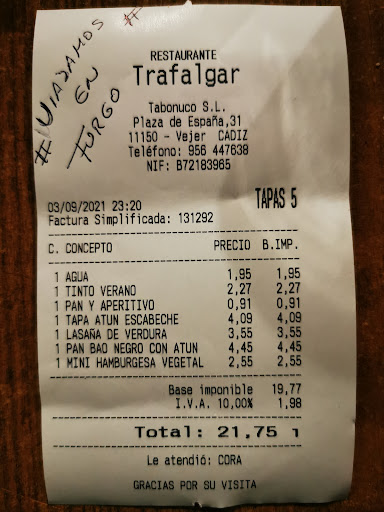 #VIAJAMOS
EN
FURGO
#
RESTAURANTE
Trafalgar
Tabonuco S.L.
Plaza de España,31
11150 - Vejer CADIZ
Teléfono: 956 447638
NIF: B72183965
03/09/2021 23:20 TAPAS 5
Factura Simplificada: 131292
C. CONCEPTO PRECIO B.IMP.
1 AGUA 1,95 1,95
1 TINTO VERANO 2,27 2,27
1 PAN Y APERITIVO 0,91 0,91
1 TAPA ATUN ESCABECHE 4,09 4,09
1 LASAÑA DE VERDURA 3,55 3,55
1 PAN BAO NEGRO CON ATUN 4,45 4,45
1 MINI HAMBURGESA VEGETAL 2,55 2,55
Base imponible 19,77
I.V.A. 10,00% 1,98
Total: 21,75 1
Le atendió: CORA
GRACIAS POR SU VISITA